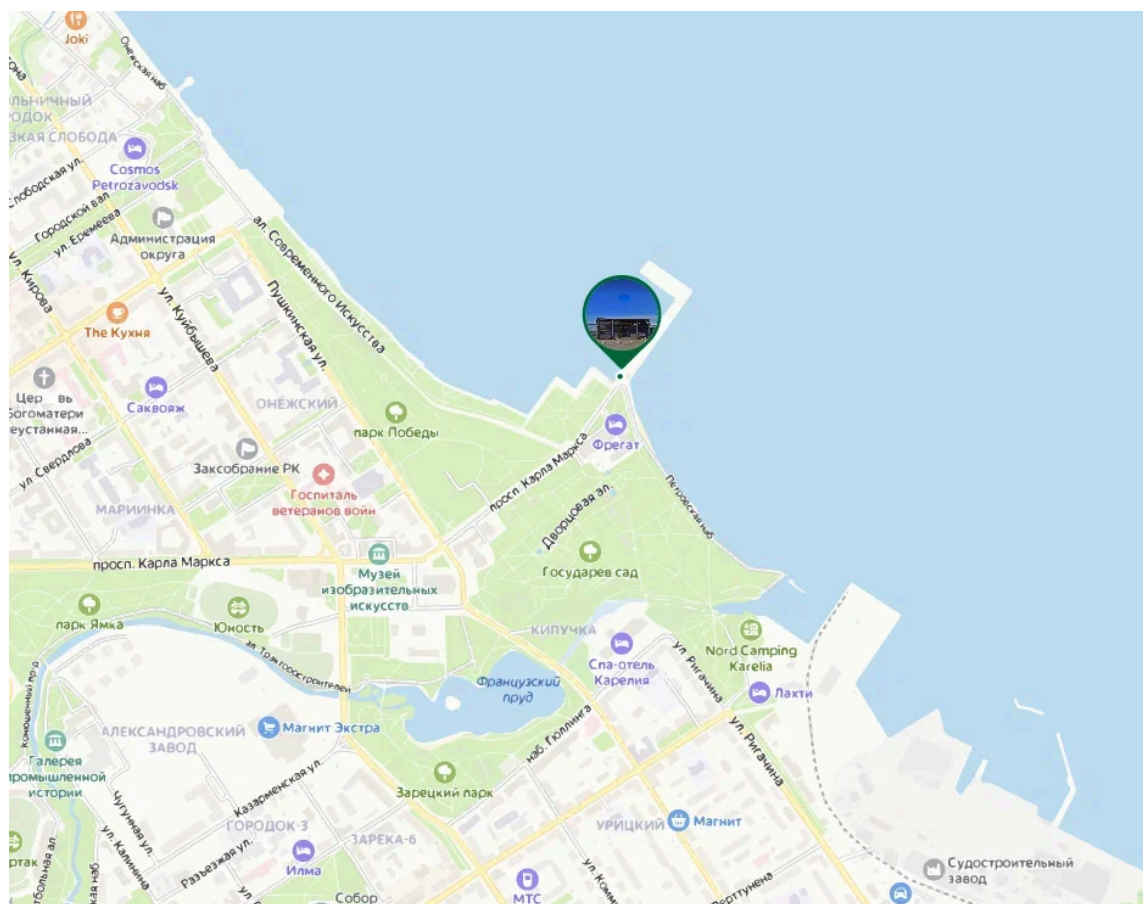 Joki
Онежская наб
ЗКАЯ СЛОБОДА
Cosmos
Petrozavodsk
Слободская ул.
Городской вал
ул. Еремеева
Администрация
округа
ал. Современного Искусства
ул. Кирова
ул. Куйбышева
Пушкинская ул.
The Кухня
ОНЕЖСКИЙ
Саквояж
парк Победы
Фрегат
просп. Карла Маркса
Петровская наб
ул. Свердлова
Заксобрание РК
Госпиталь
ветеранов войн
МАРИИНКА
Дворцовая ал.
Государев сад
просп. Карла Маркса
Музей
изобразительных
искусств
парк Ямка
Юность
КИПУЧКА
Nord Camping
Karelia
Спа-отель
Карелия
ул. Ригачина
Лахти
Французский
пруд
АЛЕКСАНДРОВСКИЙ
ЗАВОД
Магнит Экстра
наб. Гюллинга
ул. Ригачина
Галерея
промышленной
истории
Казарменская ул.
Зарецкий парк
Чугунная ул.
ул. Калинина
ГОРОДОК-3
ЗАРЕКА-6
УРИЦКИЙ
Магнит
Разъезжая ул.
Илма
Собор
МТС
Судостроительный
завод